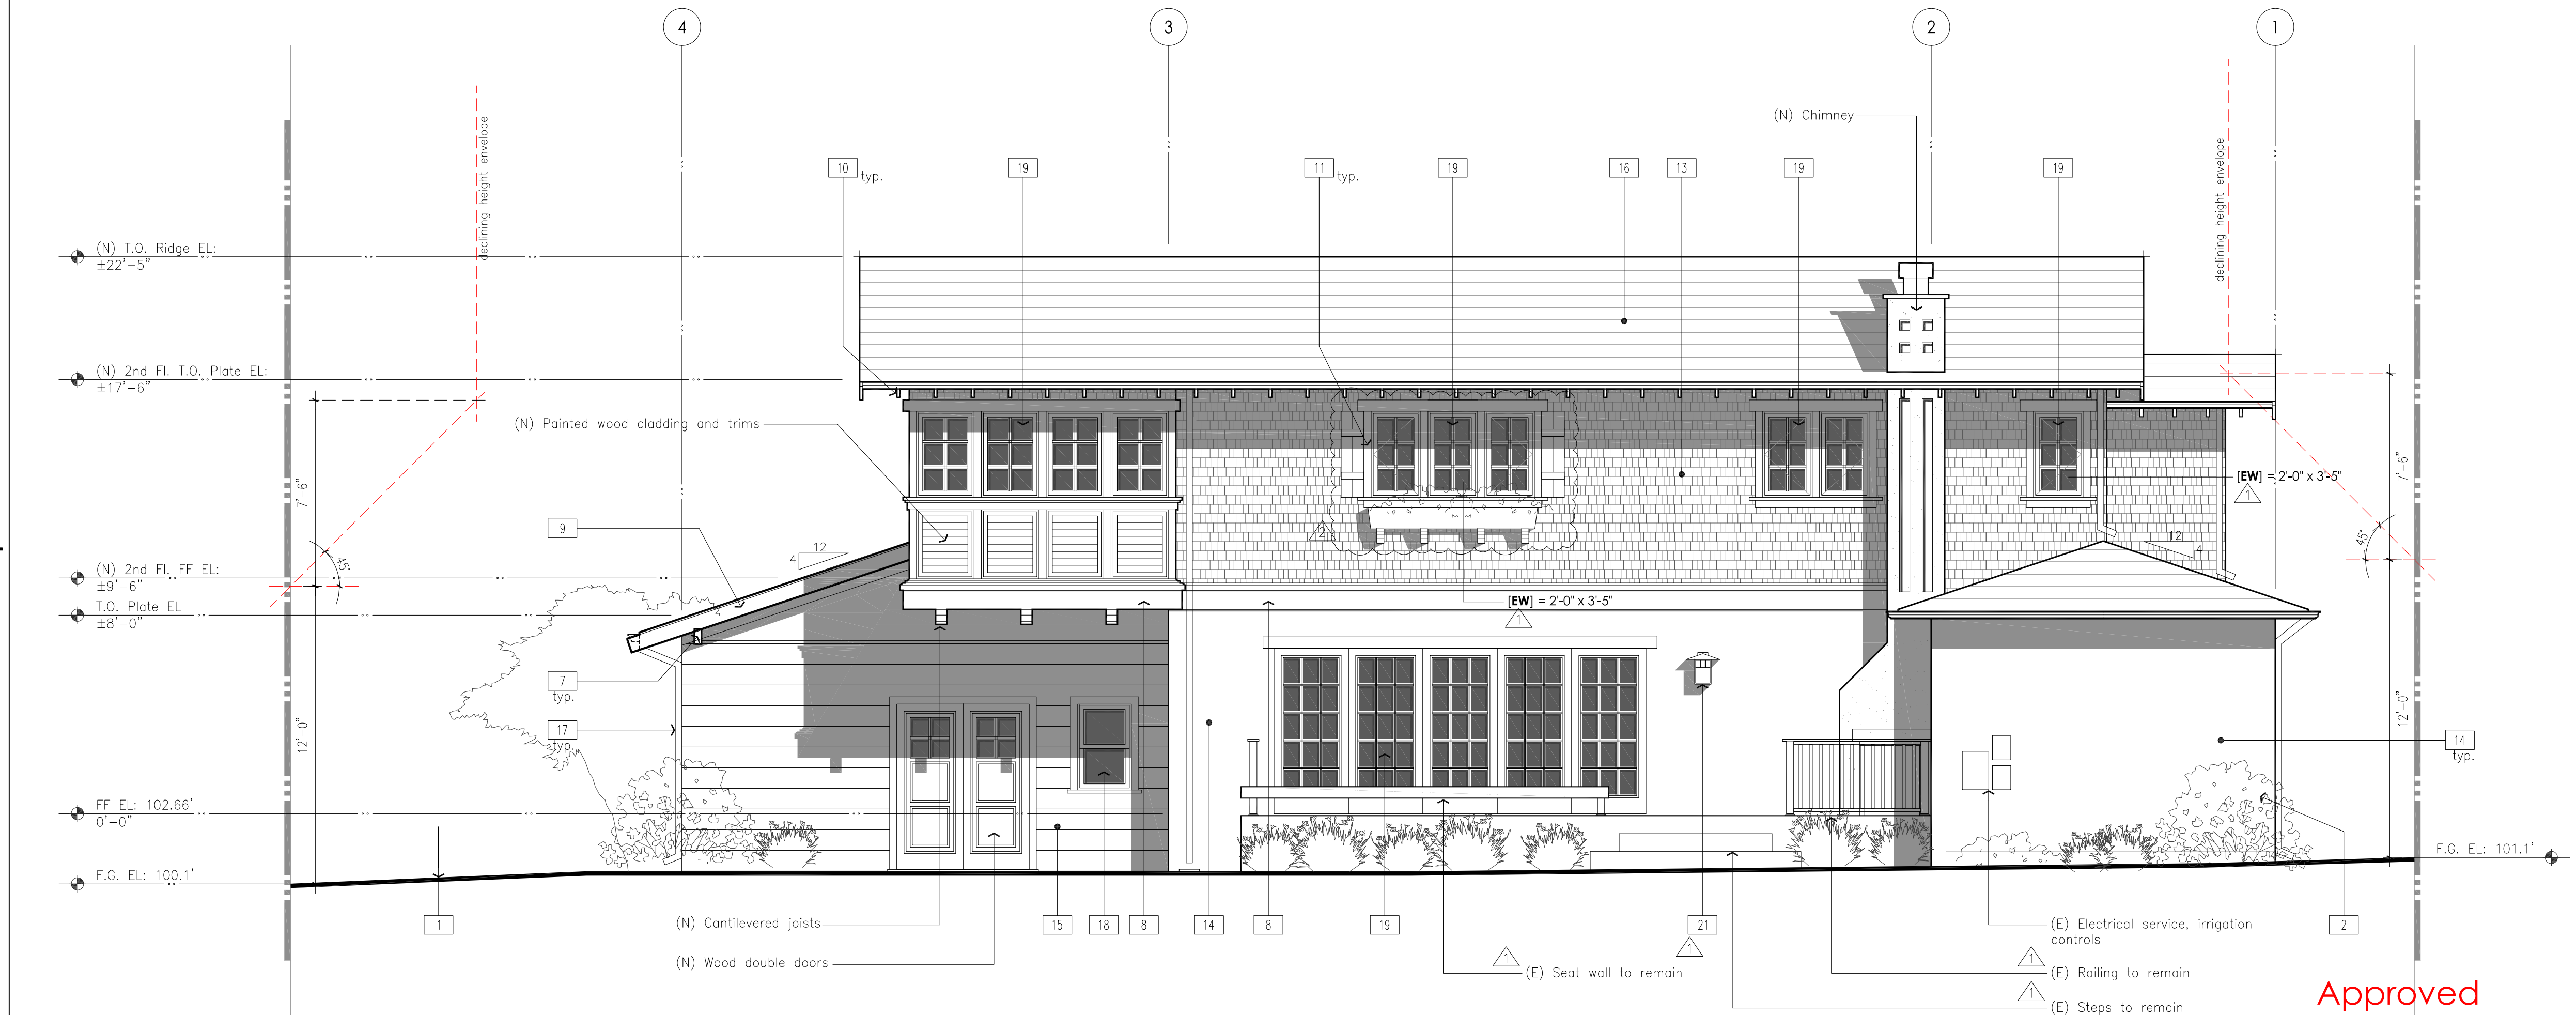 4
3
2
1
(N) Chimney
declining height envelope
declining height envelope
10
typ.
19
11
typ.
19
16
13
19
19
(N) T.O. Ridge EL:
±22'-5"
(N) 2nd Fl. T.O. Plate EL:
±17'-6"
(N) Painted wood cladding and trims
7'-6"
7'-6"
[EW] = 2'-0" x 3'-5"
1
9
12
4
2
12
4
45°
45°
(N) 2nd Fl. FF EL:
±9'-6"
T.O. Plate EL
±8'-0"
[EW] = 2'-0" x 3'-5"
1
7
typ.
17
typ.
12'-0"
12'-0"
14
typ.
FF EL: 102.66'
0'-0"
F.G. EL: 100.1'
F.G. EL: 101.1'
1
(N) Cantilevered joists
15
18
8
14
8
19
21
1
(E) Electrical service, irrigation
controls
2
(N) Wood double doors
1
(E) Seat wall to remain
1
(E) Railing to remain
1
(E) Steps to remain
Approved